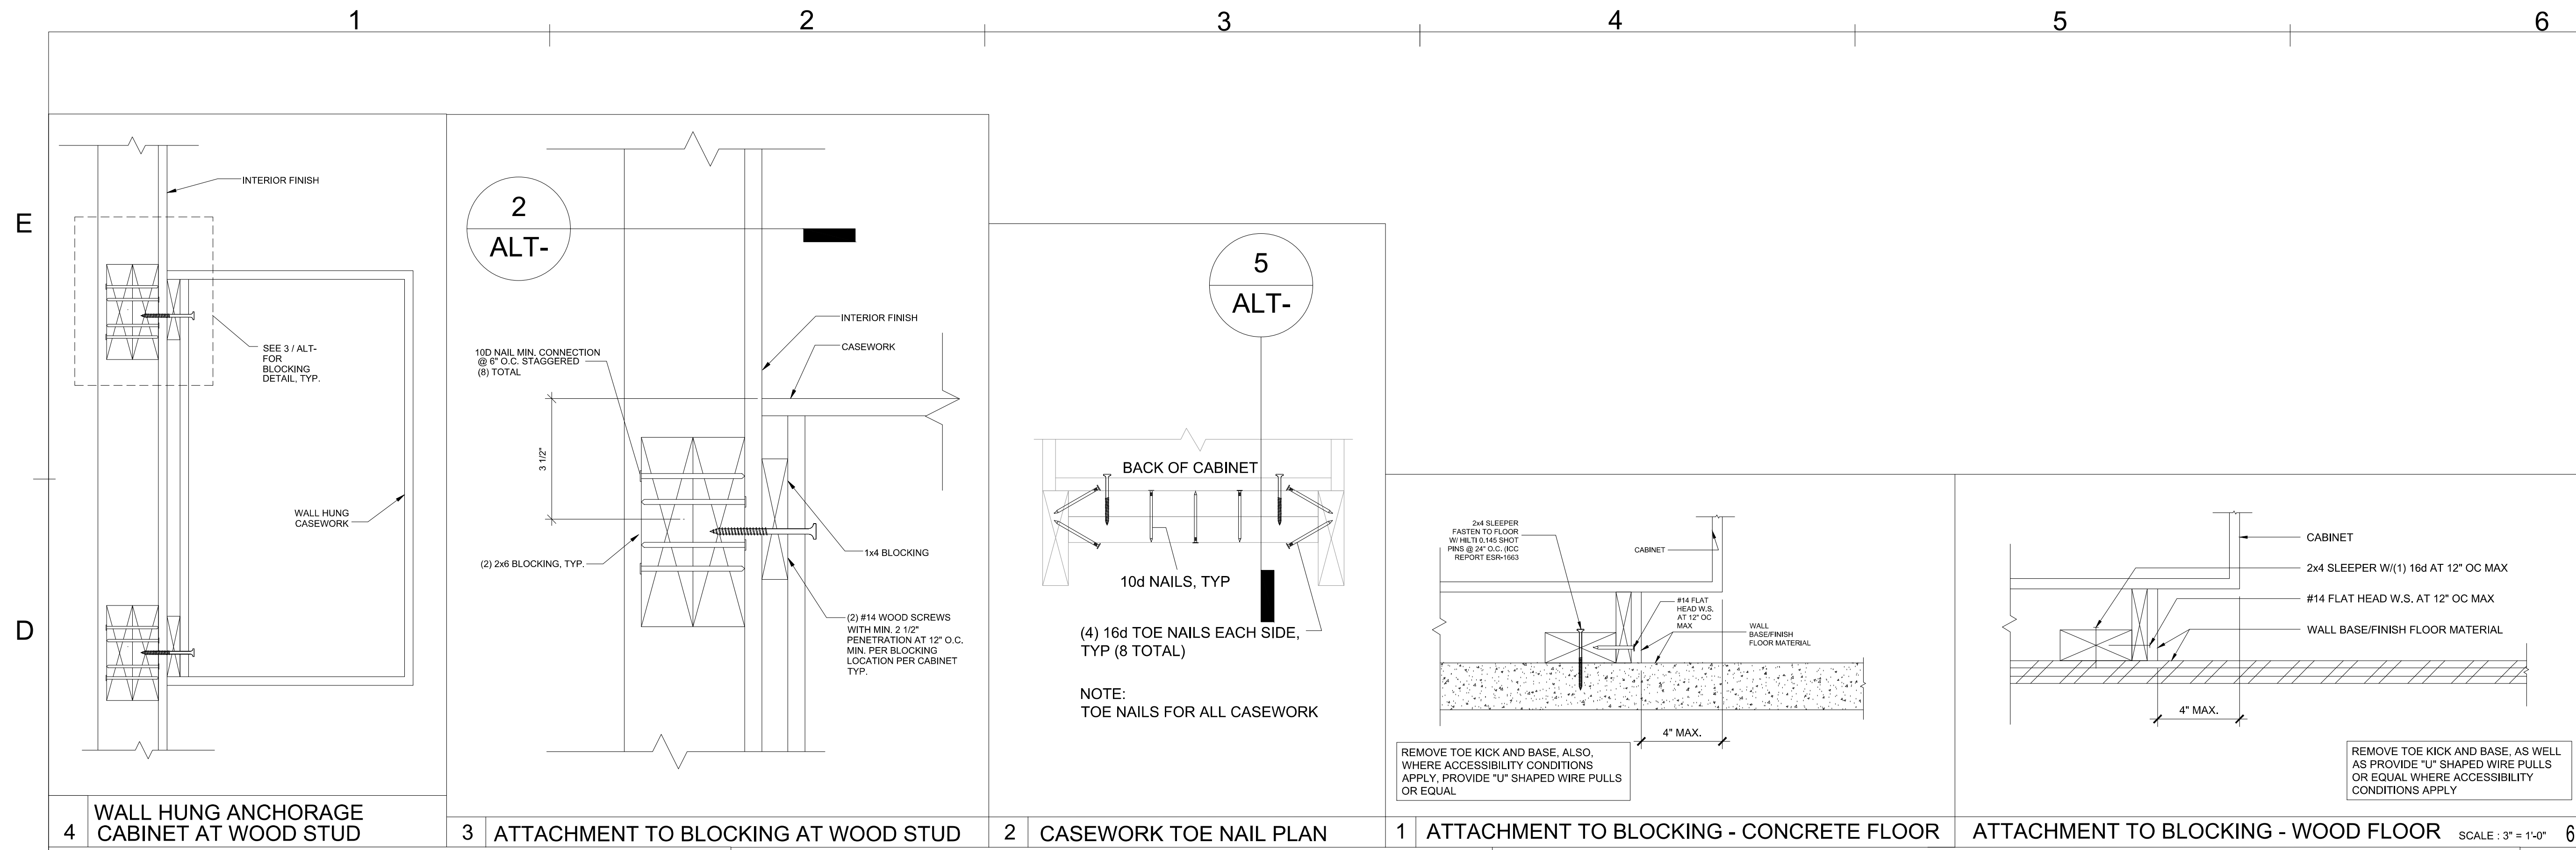 1
2
3
4
5
6
E
D
INTERIOR FINISH
SEE 3 / ALT-
FOR
BLOCKING
DETAIL, TYP.
WALL HUNG
CASEWORK
4
WALL HUNG ANCHORAGE
CABINET AT WOOD STUD
2
ALT-
INTERIOR FINISH
CASEWORK
10D NAIL MIN. CONNECTION
@ 6" O.C. STAGGERED
(8) TOTAL
3 1/2"
(2) 2x6 BLOCKING, TYP.
1x4 BLOCKING
(2) #14 WOOD SCREWS
WITH MIN. 2 1/2"
PENETRATION AT 12" O.C.
MIN. PER BLOCKING
LOCATION PER CABINET
TYP.
3
ATTACHMENT TO BLOCKING AT WOOD STUD
5
ALT-
BACK OF CABINET
10d NAILS, TYP
(4) 16d TOE NAILS EACH SIDE,
TYP (8 TOTAL)
NOTE:
TOE NAILS FOR ALL CASEWORK
2
CASEWORK TOE NAIL PLAN
2x4 SLEEPER
FASTEN TO FLOOR
W/ HILTI 0.145 SHOT
PINS @ 24" O.C. (ICC
REPORT ESR-1663
CABINET
#14 FLAT
HEAD W.S.
AT 12" OC
MAX
WALL
BASE/FINISH
FLOOR MATERIAL
4" MAX.
REMOVE TOE KICK AND BASE, ALSO,
WHERE ACCESSIBILITY CONDITIONS
APPLY, PROVIDE "U" SHAPED WIRE PULLS
OR EQUAL
1
ATTACHMENT TO BLOCKING - CONCRETE FLOOR
CABINET
2x4 SLEEPER W/(1) 16d AT 12" OC MAX
#14 FLAT HEAD W.S. AT 12" OC MAX
WALL BASE/FINISH FLOOR MATERIAL
4" MAX.
REMOVE TOE KICK AND BASE, AS WELL
AS PROVIDE "U" SHAPED WIRE PULLS
OR EQUAL WHERE ACCESSIBILITY
CONDITIONS APPLY
ATTACHMENT TO BLOCKING - WOOD FLOOR
SCALE : 3" = 1'-0"
6